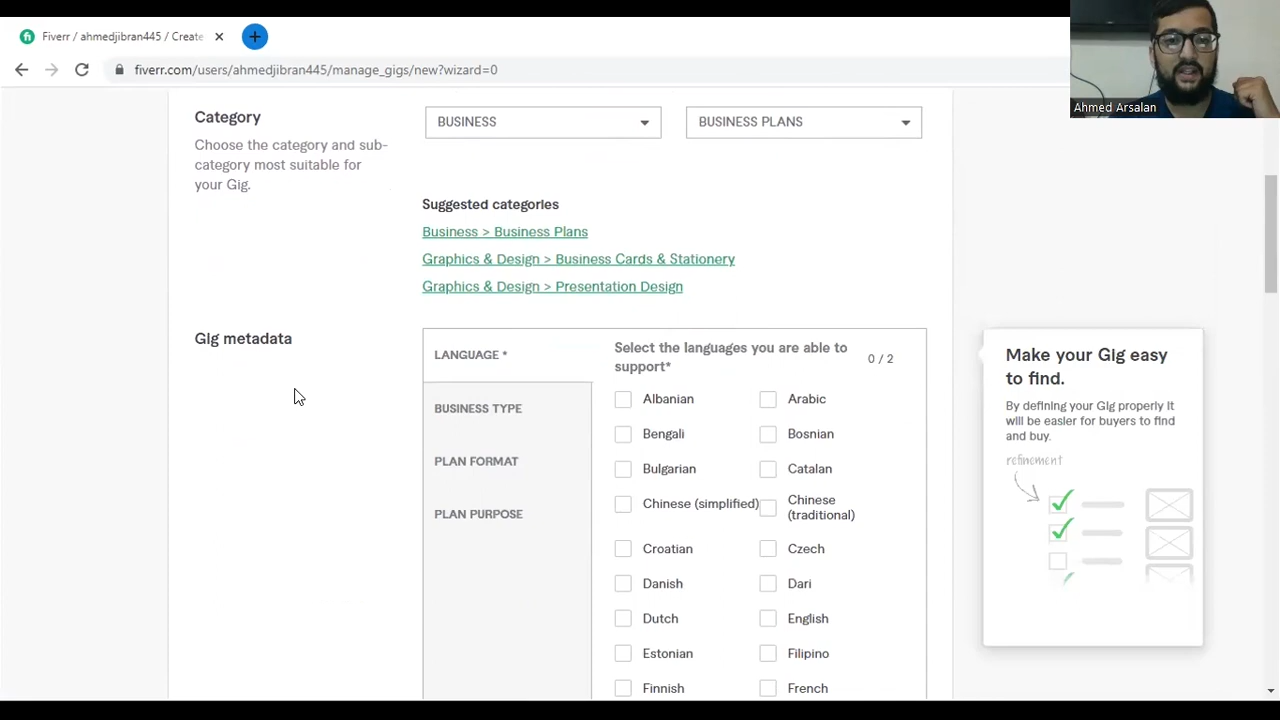 Fiverr / ahmedjibran445 / Create
fiverr.com/users/ahmedjibran445/manage_gigs/new?wizard=0
Ahmed Arsalan
Category
Choose the category and sub-
category most suitable for
your Gig.
BUSINESS
BUSINESS PLANS
Suggested categories
Business > Business Plans
Graphics & Design > Business Cards & Stationery
Graphics & Design > Presentation Design
Gig metadata
LANGUAGE *
BUSINESS TYPE
PLAN FORMAT
PLAN PURPOSE
Select the languages you are able to
support*
0 / 2
Albanian
Arabic
Bengali
Bosnian
Bulgarian
Catalan
Chinese (simplified)
Chinese
(traditional)
Croatian
Czech
Danish
Dari
Dutch
English
Estonian
Filipino
Finnish
French
Make your Gig easy
to find.
By defining your Gig properly it
will be easier for buyers to find
and buy.
refinement